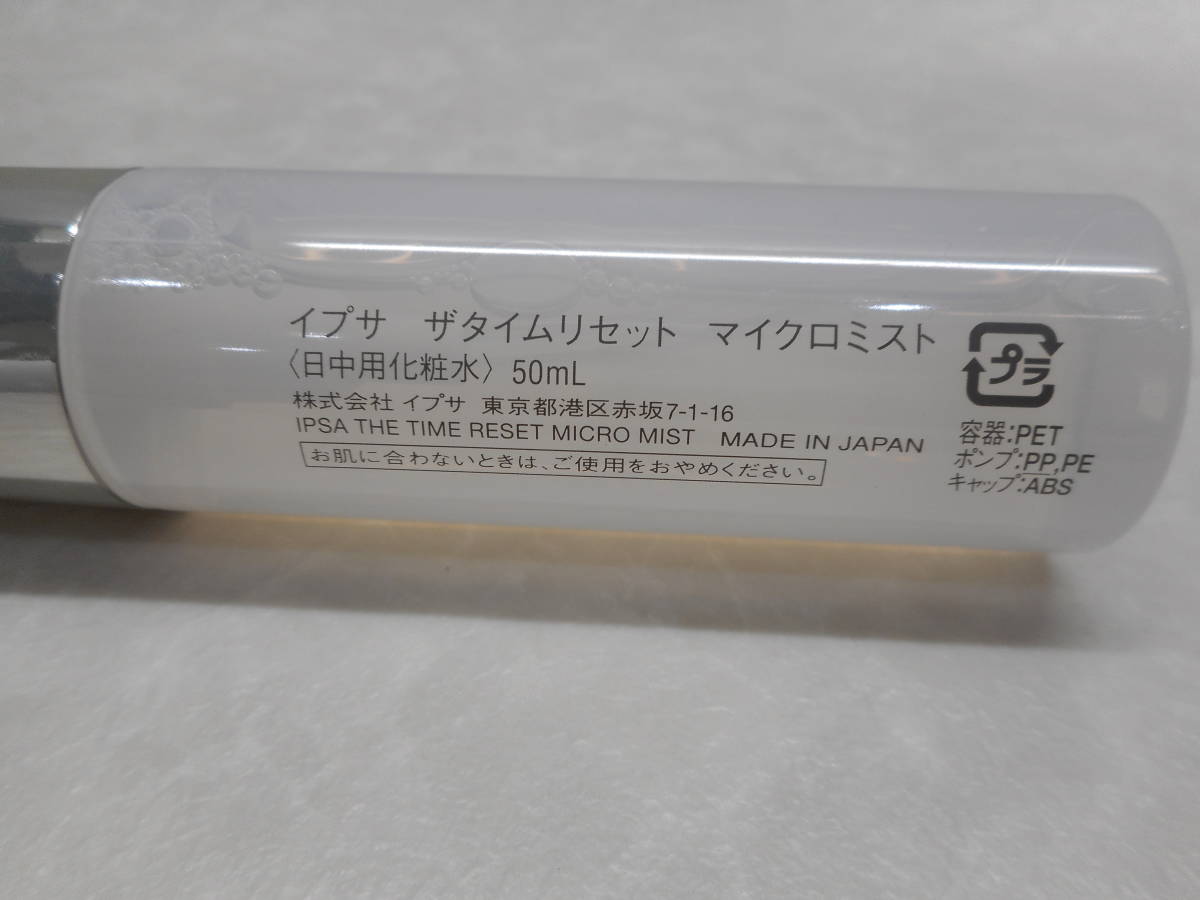 イプサ　ザタイムリセット　マイクロミスト
〈日中用化粧水〉 50mL
株式会社 イプサ 東京都港区赤坂7-1-16
IPSA THE TIME RESET MICRO MIST　MADE IN JAPAN
お肌に合わないときは、ご使用をおやめください。
プラ
容器:PET
ポンプ:PP,PE
キャップ:ABS